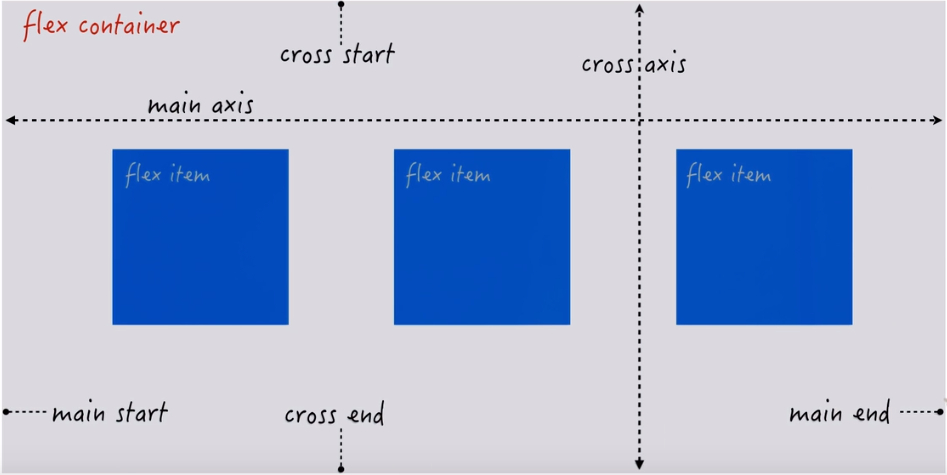 flex container
cross start
cross axis
main axis
flex item
flex item
flex item
main start
cross end
main end